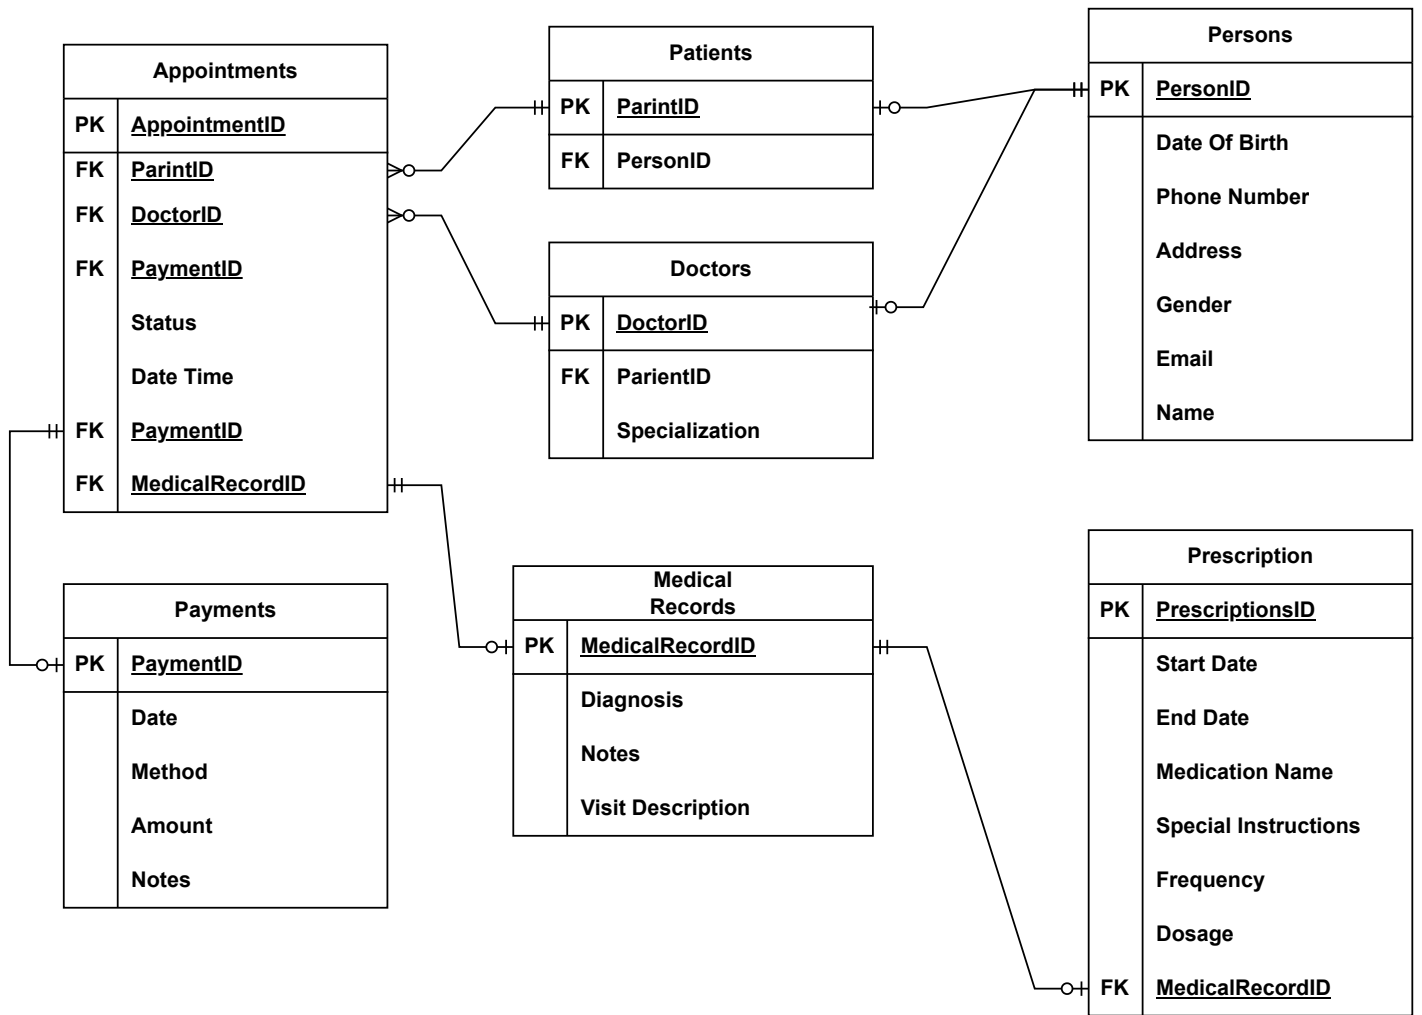 Appointments
PK AppointmentID
FK ParintID
FK DoctorID
FK PaymentID
Status
Date Time
FK PaymentID
FK MedicalRecordID
Patients
PK ParintID
FK PersonID
Persons
PK PersonID
Date Of Birth
Phone Number
Address
Gender
Email
Name
Doctors
PK DoctorID
FK ParientID
Specialization
Payments
PK PaymentID
Date
Method
Amount
Notes
Medical
Records
PK MedicalRecordID
Diagnosis
Notes
Visit Description
Prescription
PK PrescriptionsID
Start Date
End Date
Medication Name
Special Instructions
Frequency
Dosage
FK MedicalRecordID